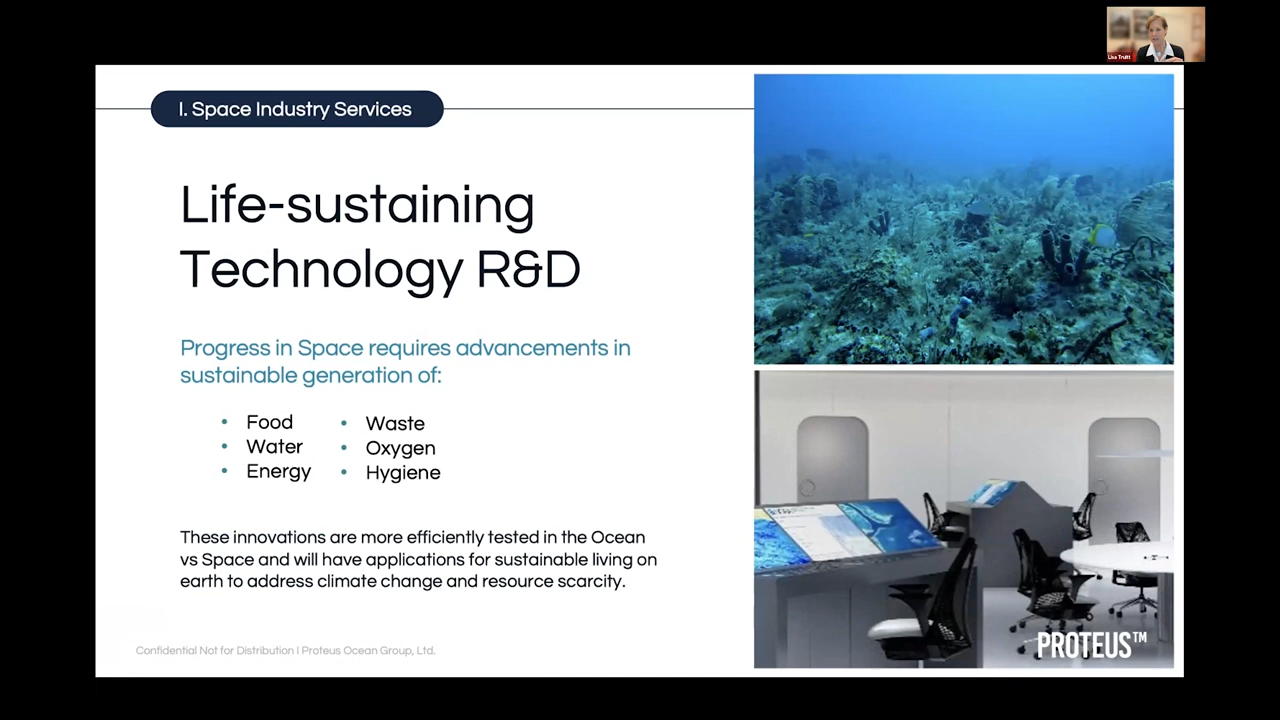 Lisa Truitt
I. Space Industry Services
Life-sustaining
Technology R&D
Progress in Space requires advancements in
sustainable generation of:
• Food
• Water
• Energy
• Waste
• Oxygen
• Hygiene
These innovations are more efficiently tested in the Ocean
vs Space and will have applications for sustainable living on
earth to address climate change and resource scarcity.
Confidential Not for Distribution I Proteus Ocean Group, Ltd.
PROTEUS™